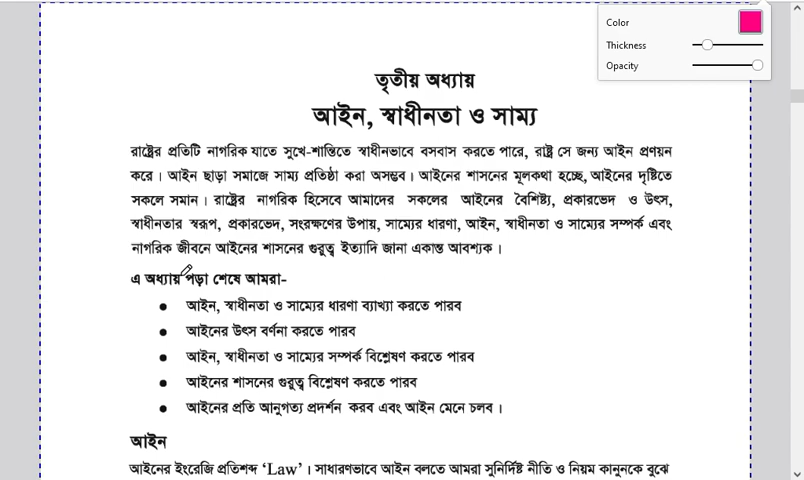 Color
Thickness
Opacity
তৃতীয় অধ্যায়
আইন, স্বাধীনতা ও সাম্য
রাষ্ট্রের প্রতিটি নাগরিক যাতে সুখে-শান্তিতে স্বাধীনভাবে বসবাস করতে পারে, রাষ্ট্র সে জন্য আইন প্রণয়ন
করে। আইন ছাড়া সমাজে সাম্য প্রতিষ্ঠা করা অসম্ভব। আইনের শাসনের মূলকথা হচ্ছে, আইনের দৃষ্টিতে
সকলে সমান। রাষ্ট্রের নাগরিক হিসেবে আমাদের সকলের আইনের বৈশিষ্ট্য, প্রকারভেদ ও উৎস,
স্বাধীনতার স্বরূপ, প্রকারভেদ, সংরক্ষণের উপায়, সাম্যের ধারণা, আইন, স্বাধীনতা ও সাম্যের সম্পর্ক এবং
নাগরিক জীবনে আইনের শাসনের গুরুত্ব ইত্যাদি জানা একান্ত আবশ্যক।
এ অধ্যায় পড়া শেষে আমরা-
● আইন, স্বাধীনতা ও সাম্যের ধারণা ব্যাখ্যা করতে পারব
● আইনের উৎস বর্ণনা করতে পারব
● আইন, স্বাধীনতা ও সাম্যের সম্পর্ক বিশ্লেষণ করতে পারব
● আইনের শাসনের গুরুত্ব বিশ্লেষণ করতে পারব
● আইনের প্রতি আনুগত্য প্রদর্শন করব এবং আইন মেনে চলব।
আইন
আইনের ইংরেজি প্রতিশব্দ ‘Law’। সাধারণভাবে আইন বলতে আমরা সুনির্দিষ্ট নীতি ও নিয়ম কানুনকে বুঝে